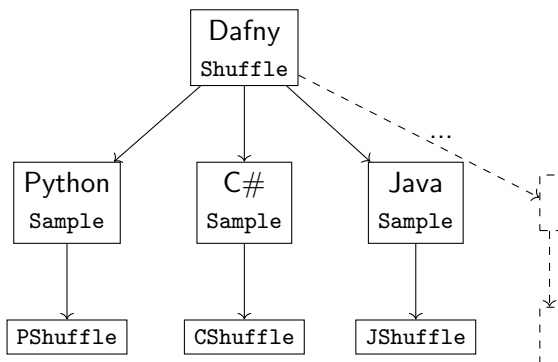 Dafny
Shuffle
...
Python
Sample
C#
Sample
Java
Sample
PShuffle
CShuffle
JShuffle